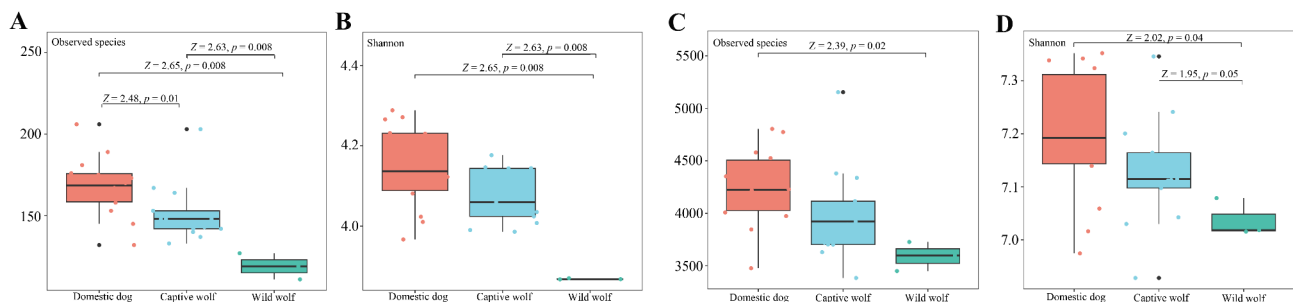 A
Observed species
250
200
150
Z = 2.63, p = 0.008
Z = 2.65, p = 0.008
Z = 2.48, p = 0.01
Domestic dog Captive wolf Wild wolf
B
Shannon
4.4
4.2
4.0
Z = 2.63, p = 0.008
Z = 2.65, p = 0.008
Domestic dog Captive wolf Wild wolf
C
Observed species
5500
5000
4500
4000
3500
Z = 2.39, p = 0.02
Domestic dog Captive wolf Wild wolf
D
Shannon
7.3
7.2
7.1
7.0
Z = 2.02, p = 0.04
Z = 1.95, p = 0.05
Domestic dog Captive wolf Wild wolf